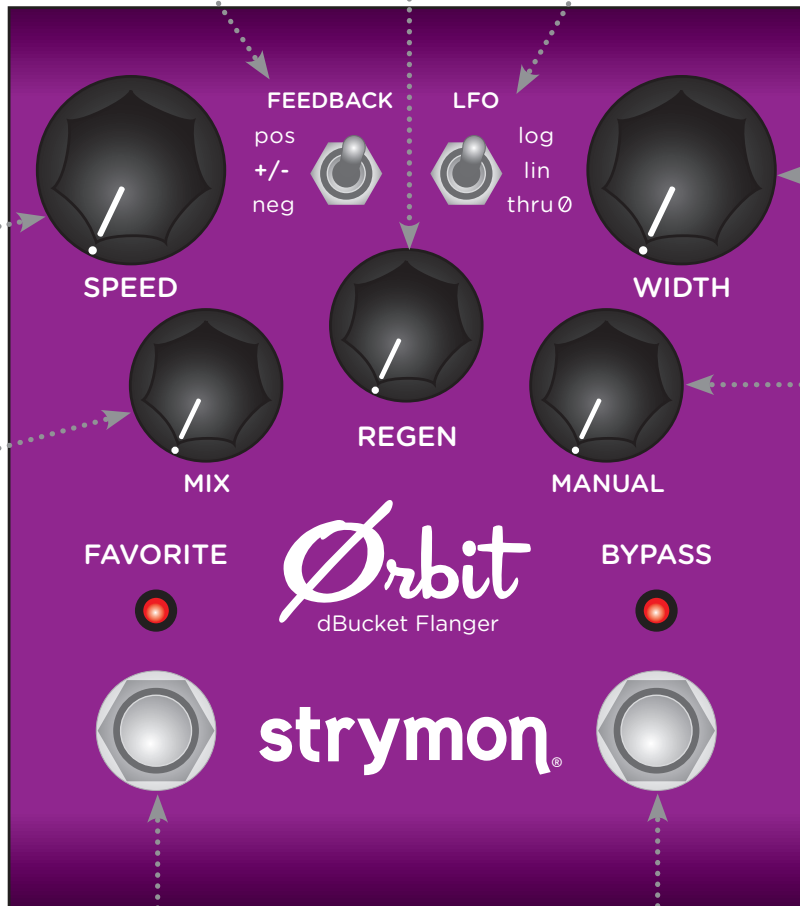 FEEDBACK
LFO
pos
+/-
neg
log
lin
thru Ø
SPEED
WIDTH
REGEN
MIX
MANUAL
FAVORITE
BYPASS
Ørbit
dBucket Flanger
strymon®